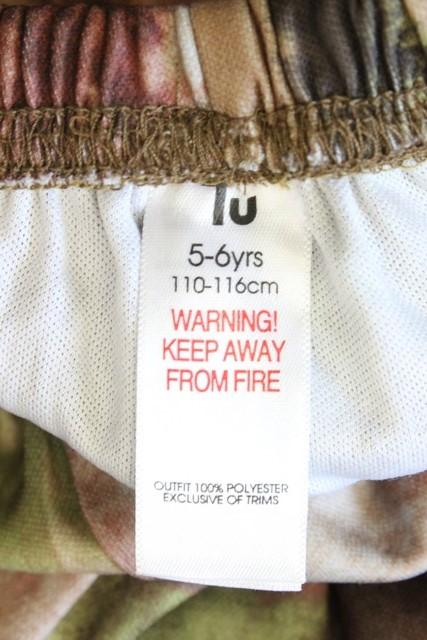 Tu
5-6yrs
110-116cm
WARNING!
KEEP AWAY
FROM FIRE
OUTFIT 100% POLYESTER
EXCLUSIVE OF TRIMS